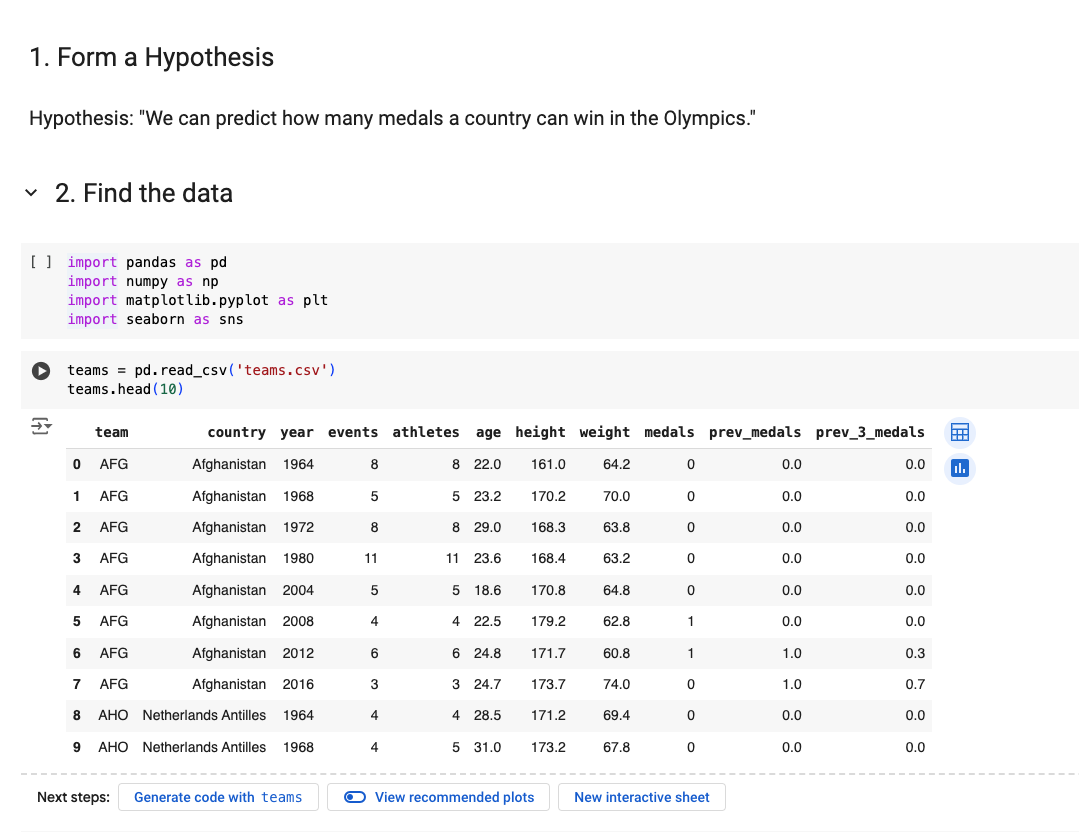 1. Form a Hypothesis
Hypothesis: "We can predict how many medals a country can win in the Olympics."
2. Find the data
[ ] import pandas as pd
import numpy as np
import matplotlib.pyplot as plt
import seaborn as sns
teams = pd.read_csv('teams.csv')
teams.head(10)
team country year events athletes age height weight medals prev_medals prev_3_medals
0 AFG Afghanistan 1964 8 8 22.0 161.0 64.2 0 0.0 0.0
1 AFG Afghanistan 1968 5 5 23.2 170.2 70.0 0 0.0 0.0
2 AFG Afghanistan 1972 8 8 29.0 168.3 63.8 0 0.0 0.0
3 AFG Afghanistan 1980 11 11 23.6 168.4 63.2 0 0.0 0.0
4 AFG Afghanistan 2004 5 5 18.6 170.8 64.8 0 0.0 0.0
5 AFG Afghanistan 2008 4 4 22.5 179.2 62.8 1 0.0 0.0
6 AFG Afghanistan 2012 6 6 24.8 171.7 60.8 1 1.0 0.3
7 AFG Afghanistan 2016 3 3 24.7 173.7 74.0 0 1.0 0.7
8 AHO Netherlands Antilles 1964 4 4 28.5 171.2 69.4 0 0.0 0.0
9 AHO Netherlands Antilles 1968 4 5 31.0 173.2 67.8 0 0.0 0.0
Next steps: Generate code with teams View recommended plots New interactive sheet